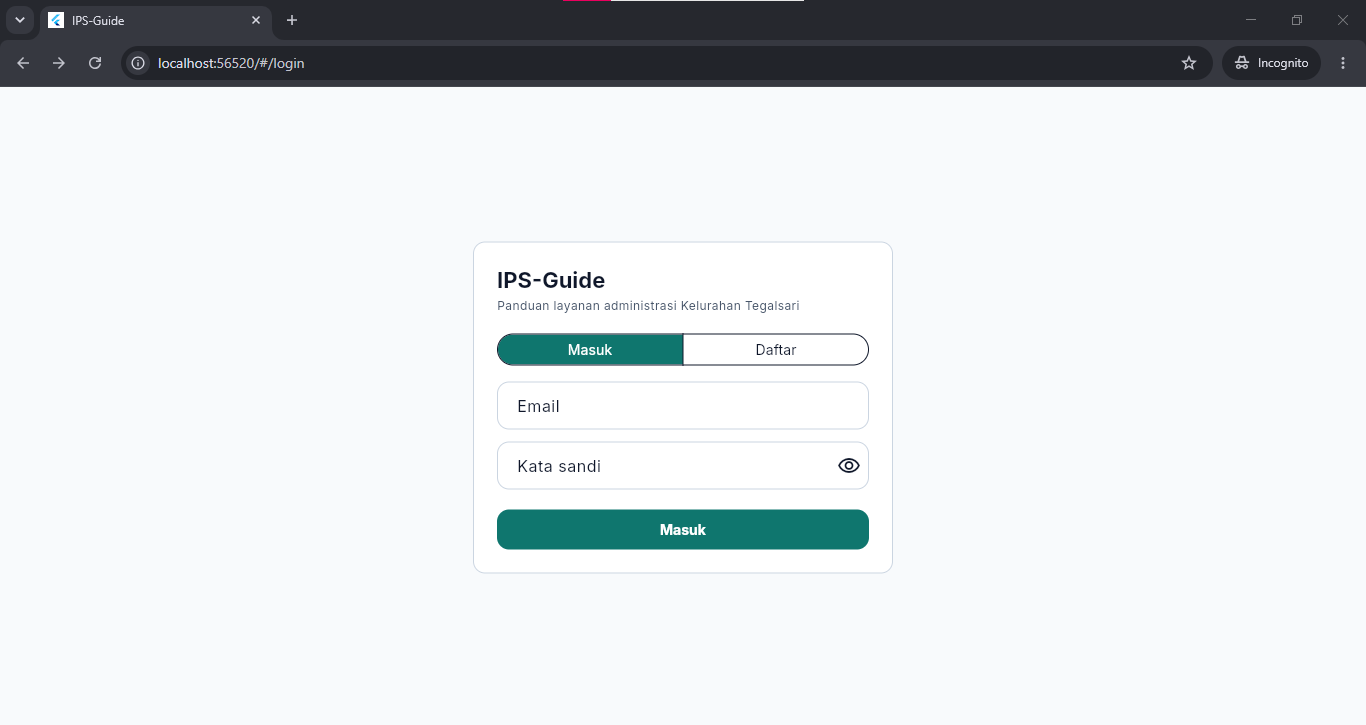 IPS-Guide
localhost:56520/#/login
Incognito
IPS-Guide
Panduan layanan administrasi Kelurahan Tegalsari
Masuk
Daftar
Email
Kata sandi
Masuk